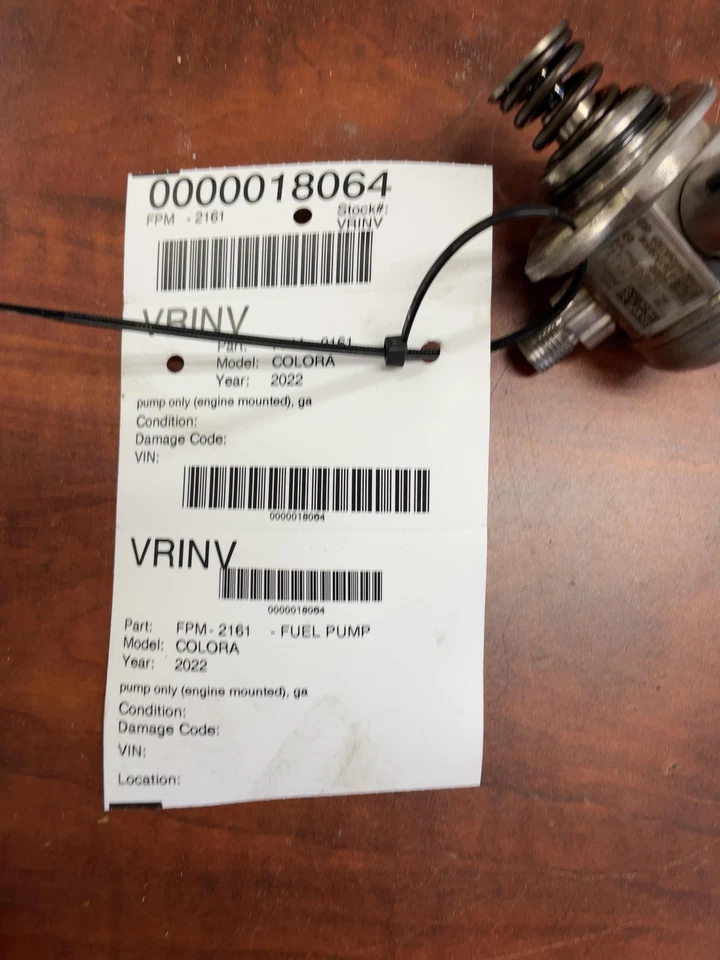 0000018064
FPM - 2161
Stock#:
VRINV
VRINV
Part: 2161
Model: COLORA
Year: 2022
pump only (engine mounted), ga
Condition:
Damage Code:
VIN:
0000018064
VRINV
0000018064
Part: FPM - 2161 - FUEL PUMP
Model: COLORA
Year: 2022
pump only (engine mounted), ga
Condition:
Damage Code:
VIN:
Location: